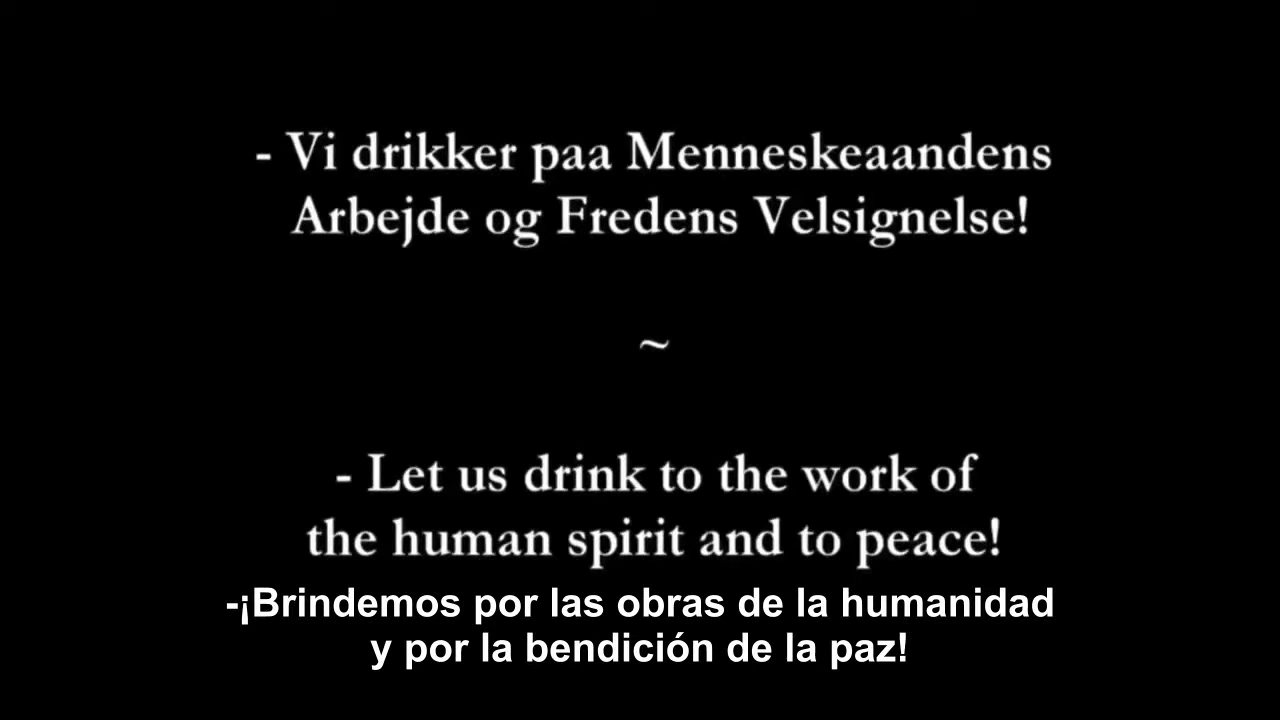 - Vi drikker paa Menneskeaandens
Arbejde og Fredens Velsignelse!
~
- Let us drink to the work of
the human spirit and to peace!
-¡Brindemos por las obras de la humanidad
y por la bendición de la paz!